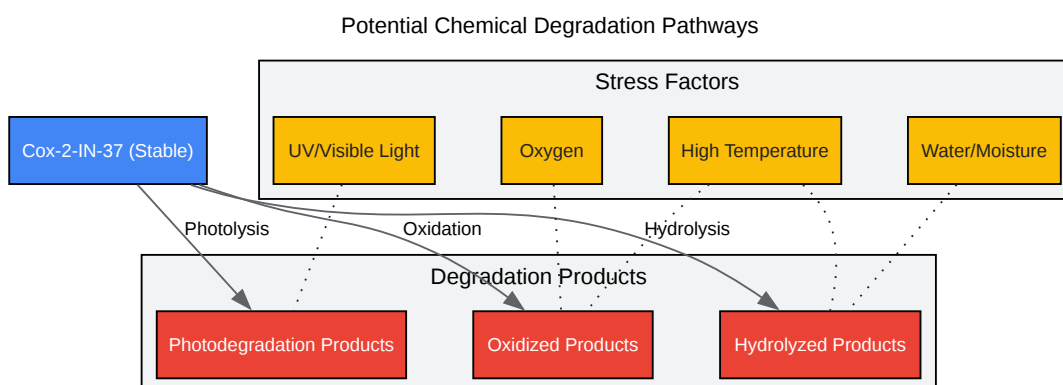 Potential Chemical Degradation Pathways
Stress Factors
Cox-2-IN-37 (Stable)
UV/Visible Light
Oxygen
High Temperature
Water/Moisture
Photolysis
Oxidation
Hydrolysis
Degradation Products
Photodegradation Products
Oxidized Products
Hydrolyzed Products